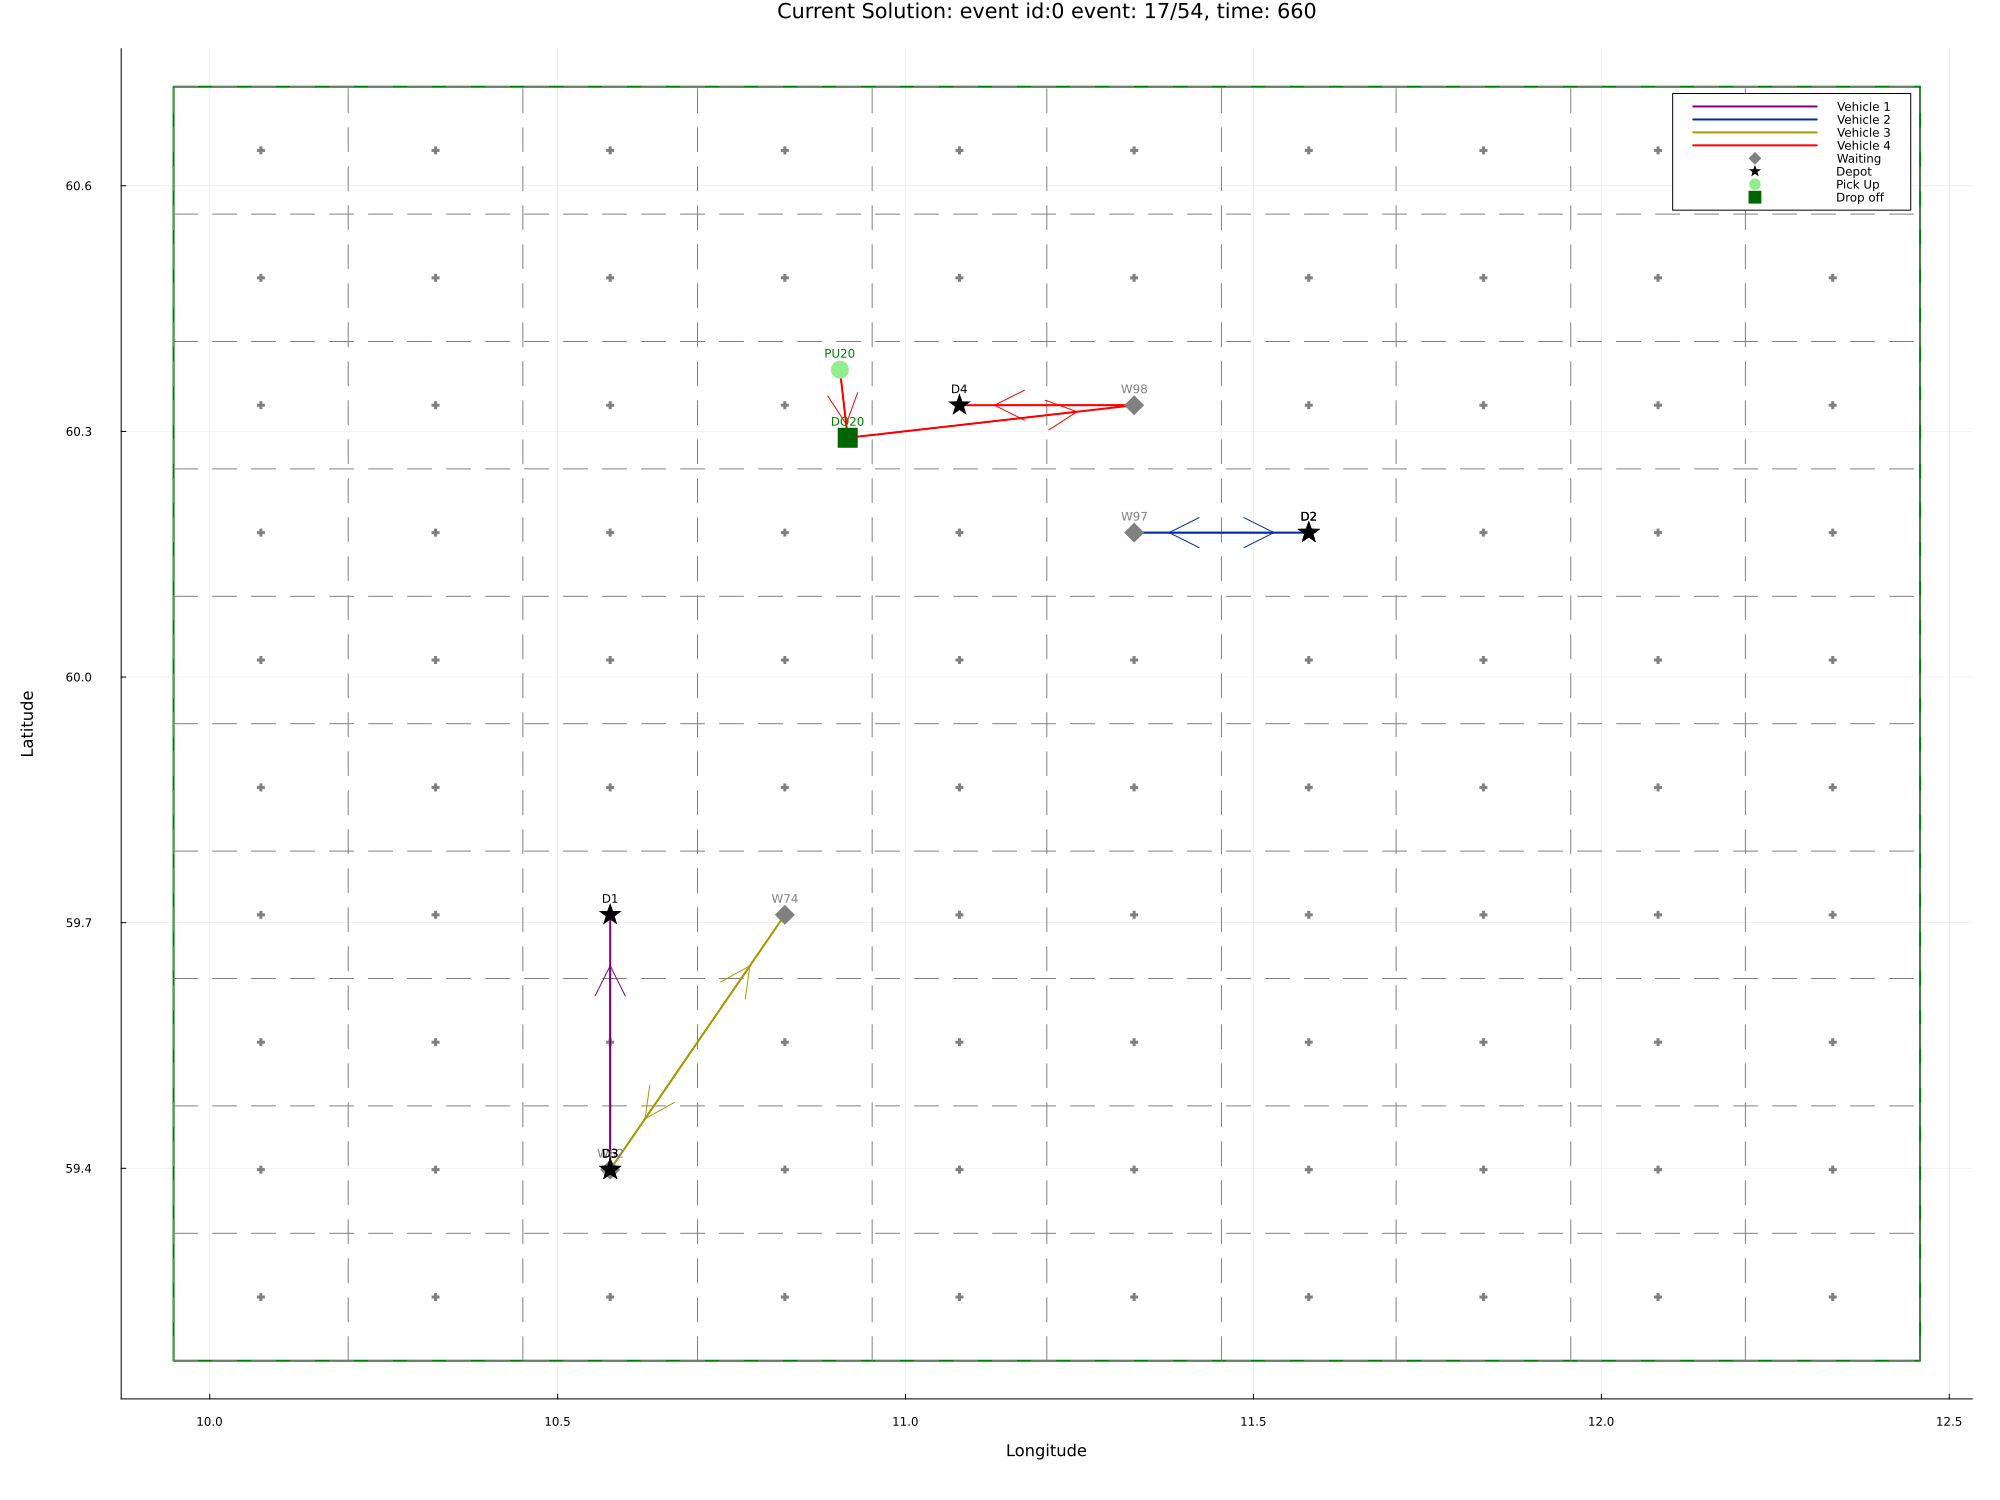 Current Solution: event id:0 event: 17/54, time: 660
Vehicle 1
Vehicle 2
Vehicle 3
Vehicle 4
Waiting
Depot
Pick Up
Drop off
60.6
PU20
D4
W98
DO20
60.3
W97
D2
60.0
Latitude
D1
W74
59.7
D3
59.4
10.0
10.5
11.0
11.5
12.0
12.5
Longitude